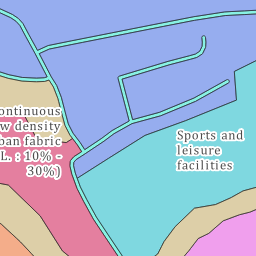 ontinuous
w density
ban fabric
L. : 10% -
30%)
Sports and
leisure
facilities